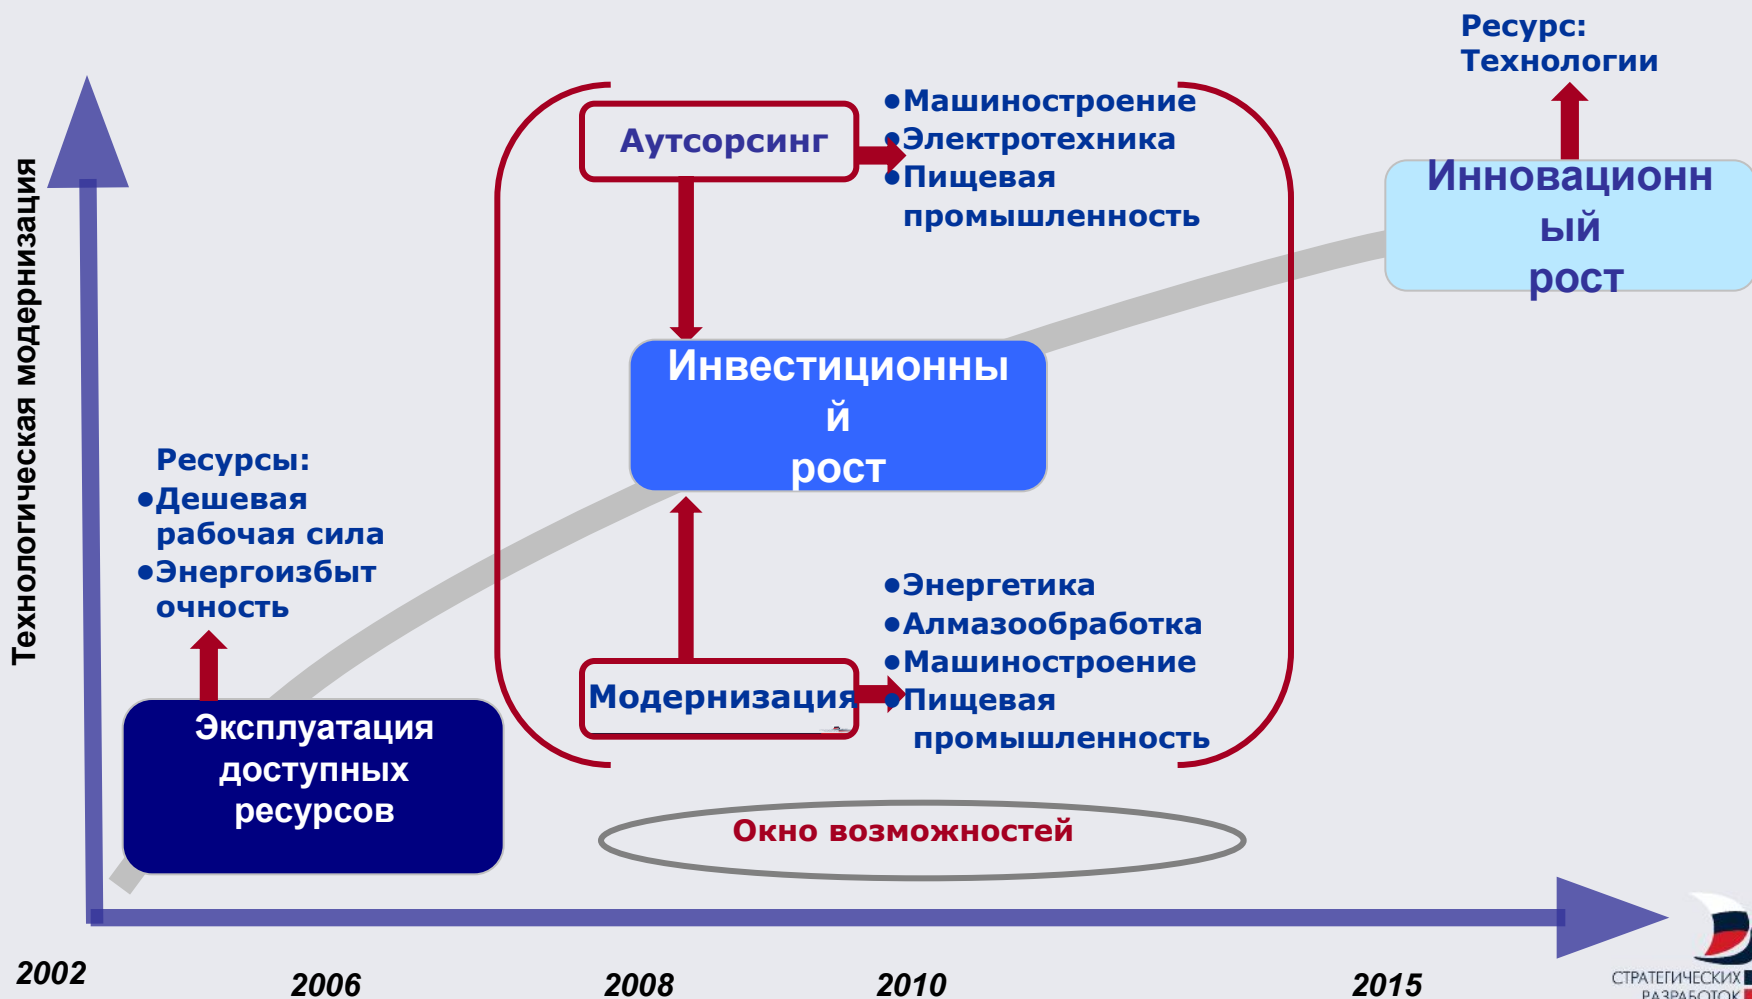 Ресурс:
Технологии
Технологическая модернизация
Аутсорсинг
•Машиностроение
•Электротехника
•Пищевая
промышленность
Инновационн
ый
рост
Инвестиционны
й
рост
Ресурсы:
•Дешевая
рабочая сила
•Энергоизбыт
очность
•Энергетика
•Алмазообработка
•Машиностроение
•Пищевая
промышленность
Модернизация
Эксплуатация
доступных
ресурсов
Окно возможностей
2002
2006
2008
2010
2015
СТРАТЕГИЧЕСКИХ
РАЗРАБОТОК